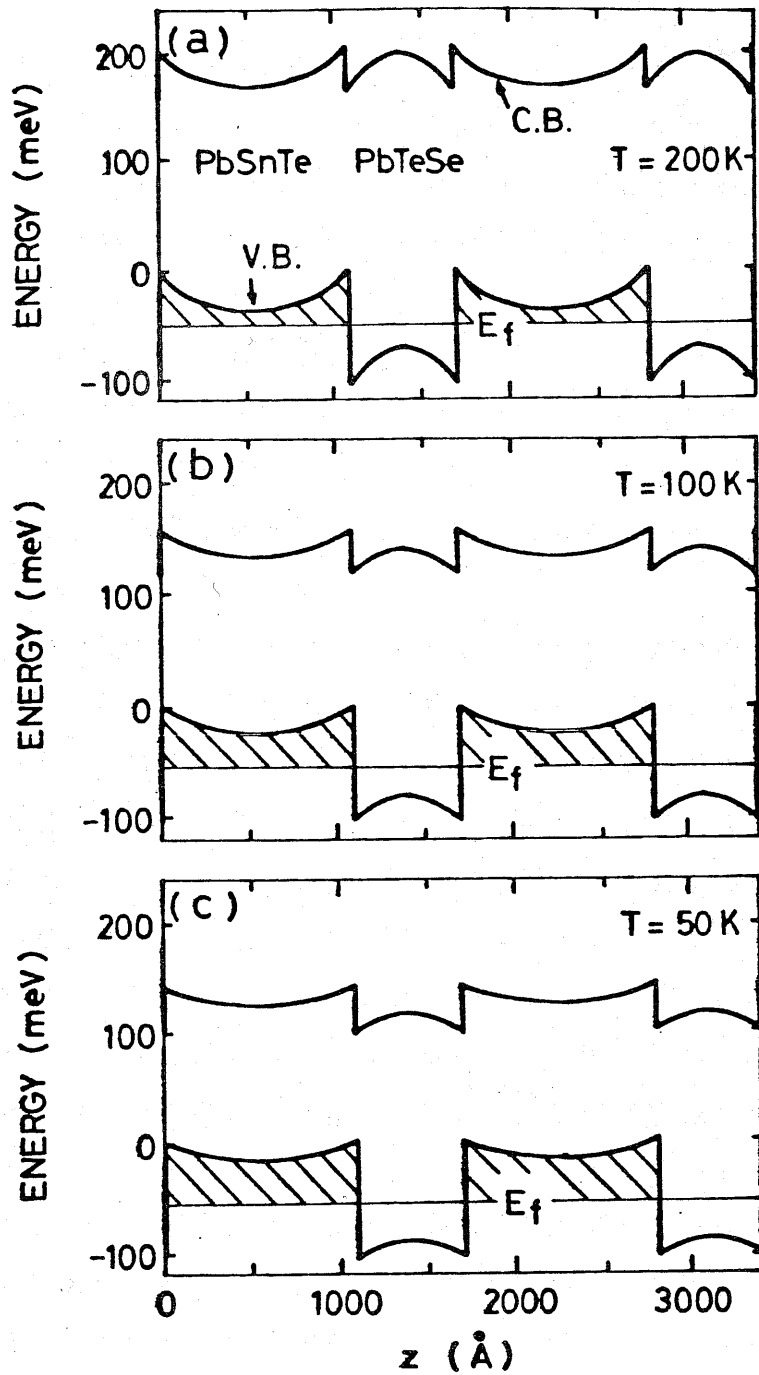 (a)
200
C.B.
100
PbSnTe PbTeSe T = 200 K
V.B.
0
E_f
-100
ENERGY (meV)
(b)
200
T = 100 K
100
0
E_f
-100
ENERGY (meV)
(c)
200
T = 50 K
100
0
E_f
-100
ENERGY (meV)
0 1000 2000 3000
z (Å)